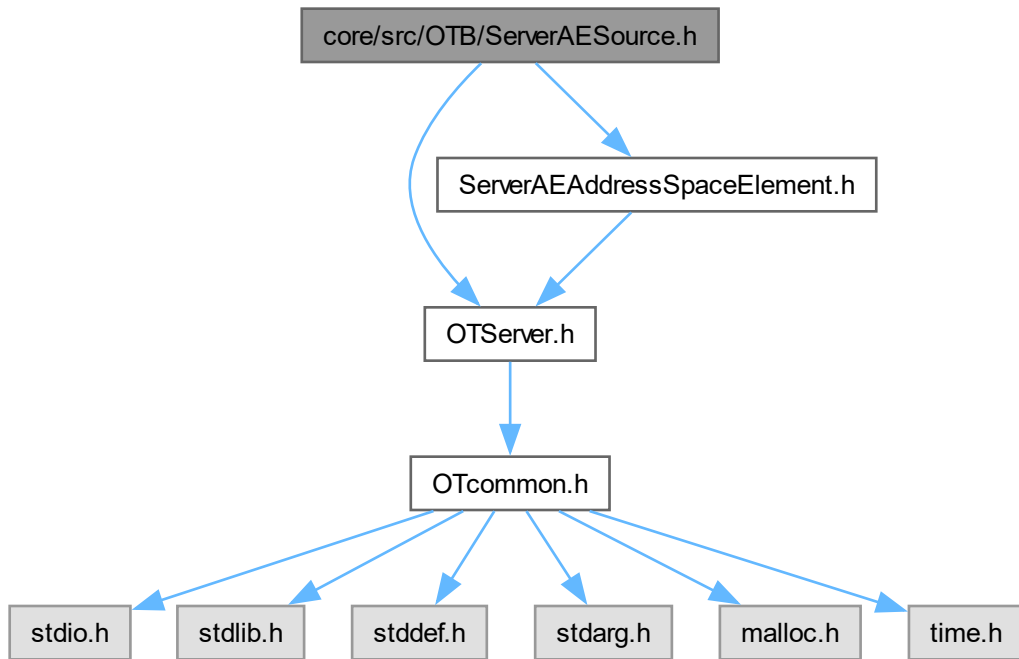 core/src/OTB/ServerAESource.h
ServerAEAddressSpaceElement.h
OTServer.h
OTcommon.h
stdio.h
stdlib.h
stddef.h
stdarg.h
malloc.h
time.h